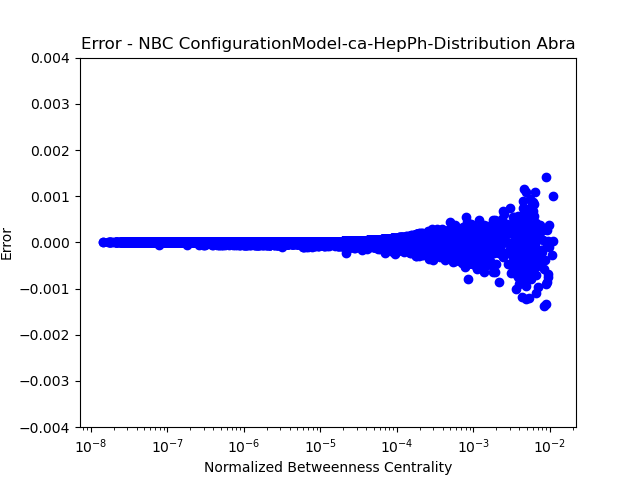 Error - NBC ConfigurationModel-ca-HepPh-Distribution Abra
0.004
0.003
0.002
0.001
0.000
−0.001
−0.002
−0.003
−0.004
Error
10⁻⁸ 10⁻⁷ 10⁻⁶ 10⁻⁵ 10⁻⁴ 10⁻³ 10⁻²
Normalized Betweenness Centrality